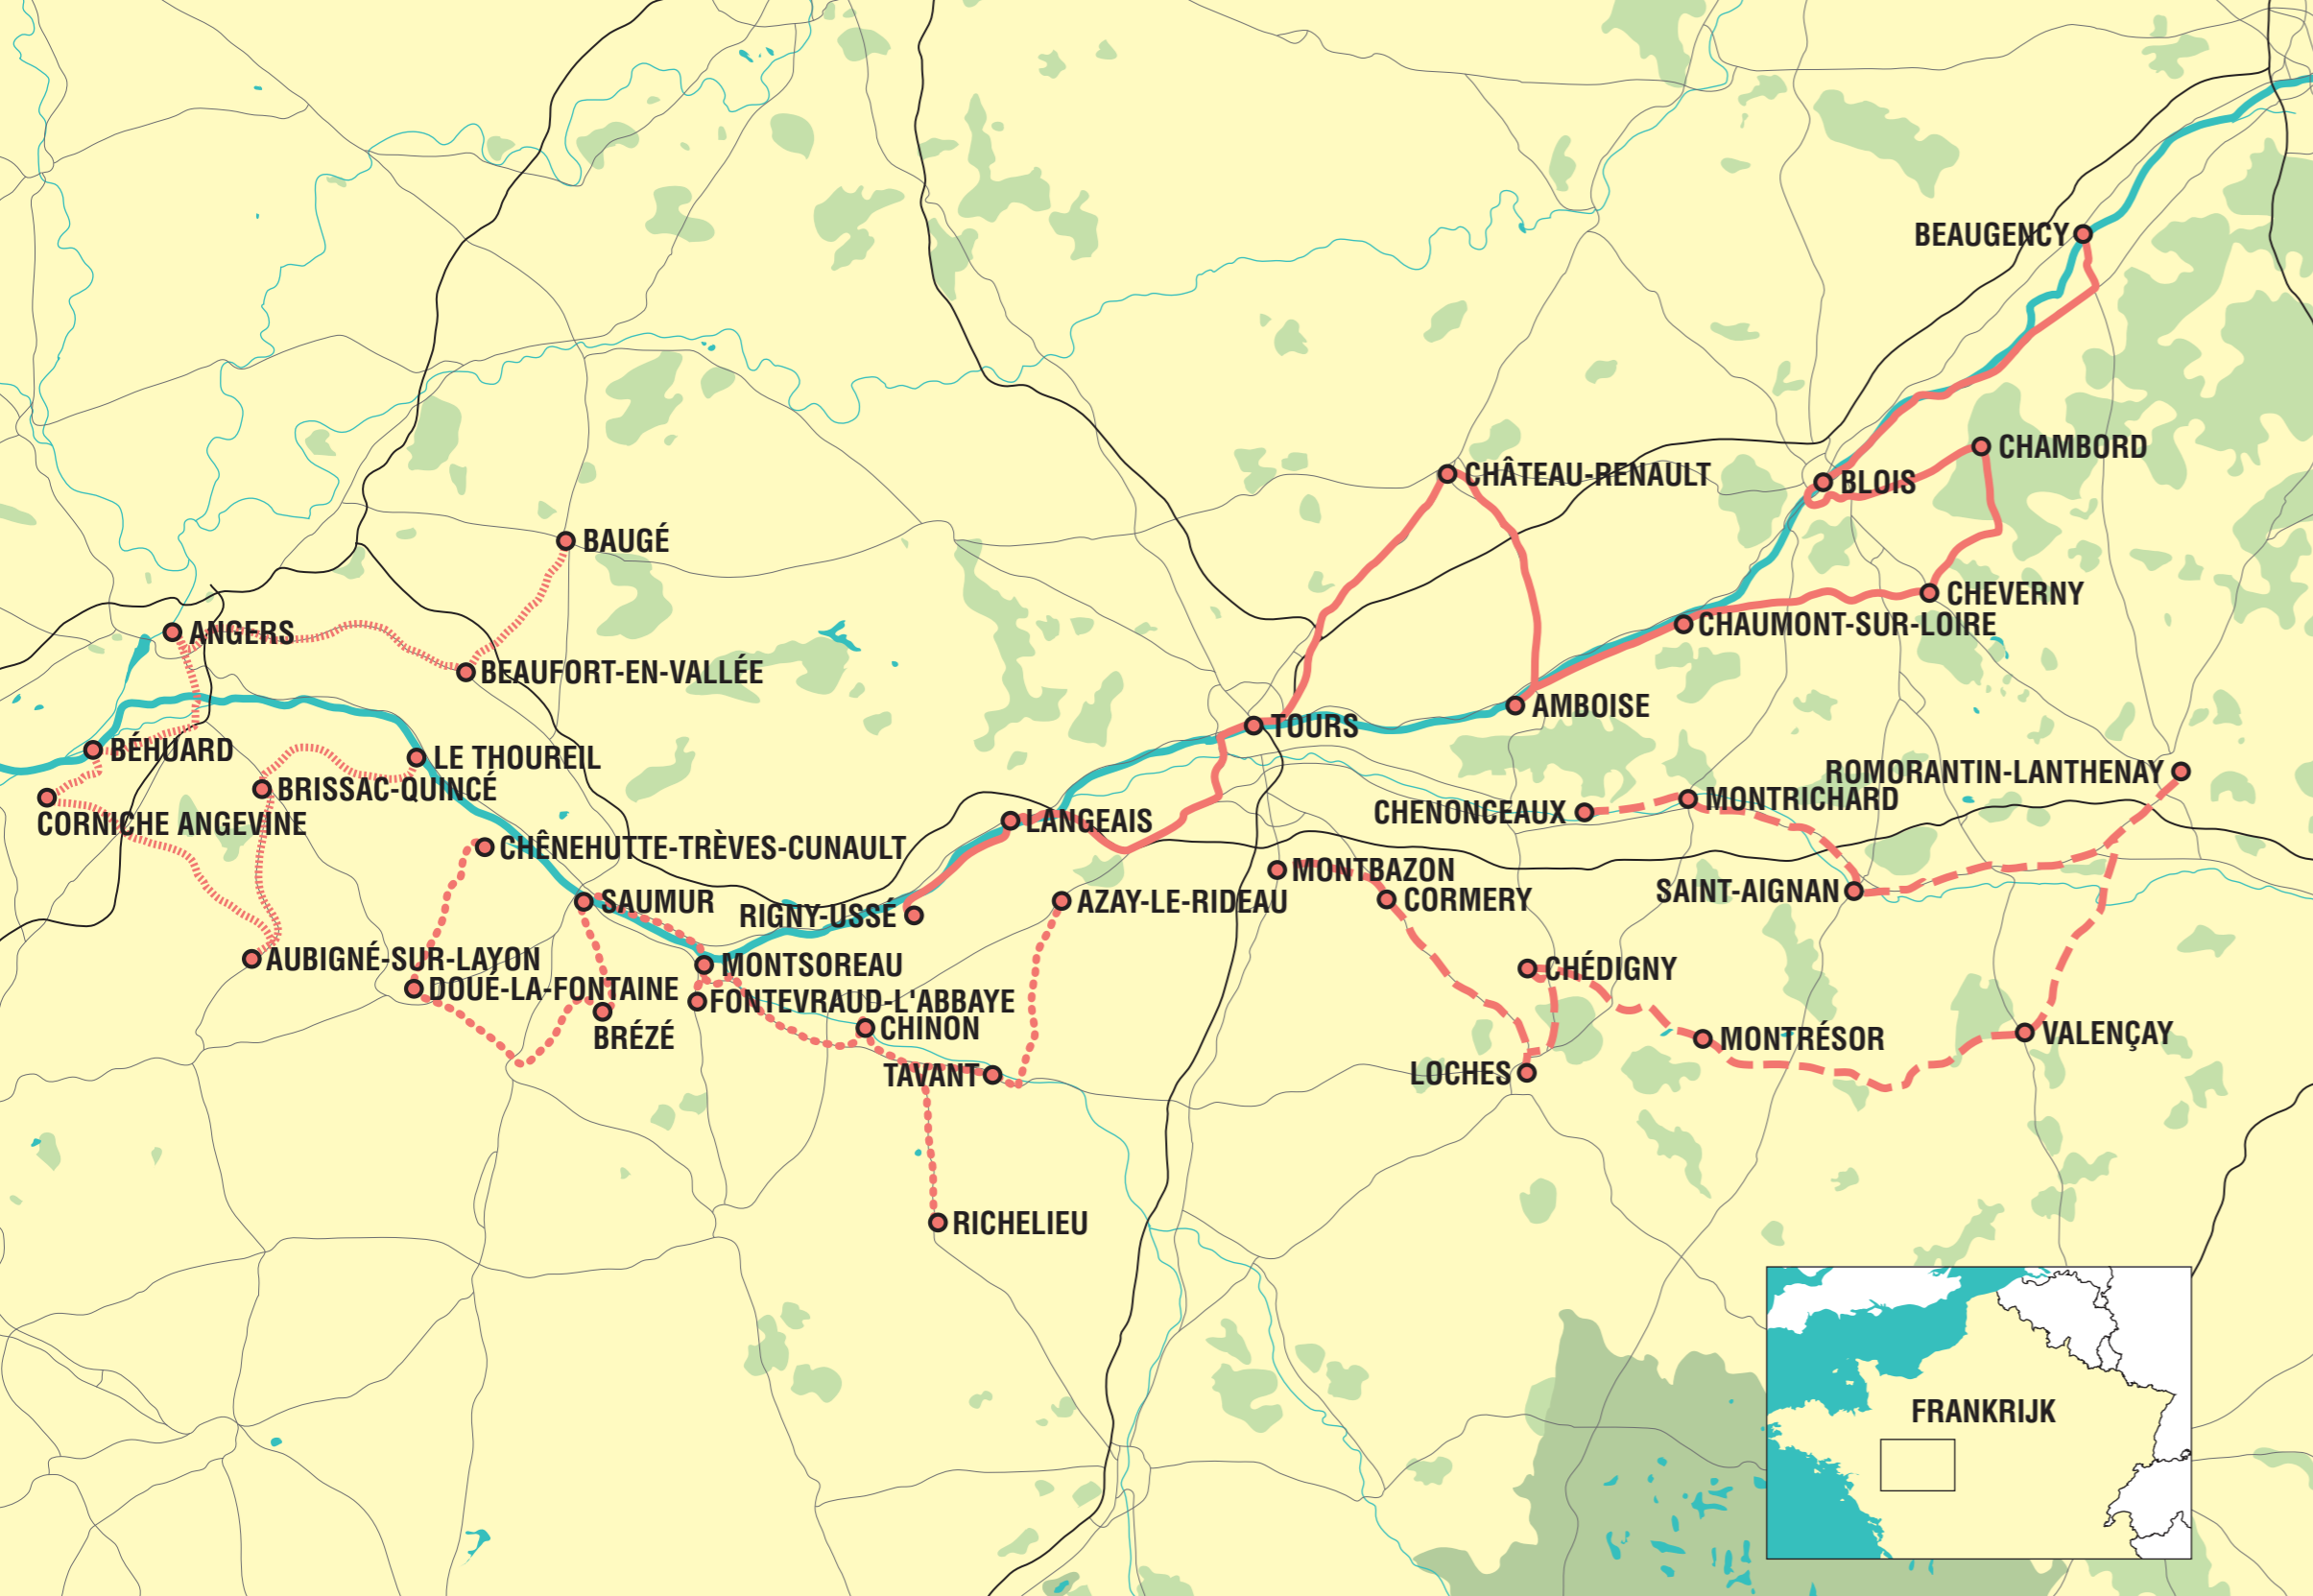 BEAUGENCY
CHAMBORD
CHÂTEAU-RENAULT
BLOIS
BAUGÉ
CHEVERNY
CHAUMONT-SUR-LOIRE
ANGERS
BEAUFORT-EN-VALLÉE
AMBOISE
TOURS
BÉHUARD
LE THOUREIL
ROMORANTIN-LANTHENAY
BRISSAC-QUINCÉ
MONTRICHARD
CHENONCEAUX
CORNICHE ANGEVINE
LANGEAIS
CHÊNEHUTTE-TRÈVES-CUNAULT
MONTBAZON
SAINT-AIGNAN
SAUMUR
AZAY-LE-RIDEAU
CORMERY
RIGNY-USSÉ
AUBIGNÉ-SUR-LAYON
MONTSOREAU
CHÉDIGNY
DOUÉ-LA-FONTAINE
FONTEVRAUD-L'ABBAYE
CHINON
BRÉZÉ
VALENÇAY
MONTRÉSOR
LOCHES
TAVANT
RICHELIEU
FRANKRIJK